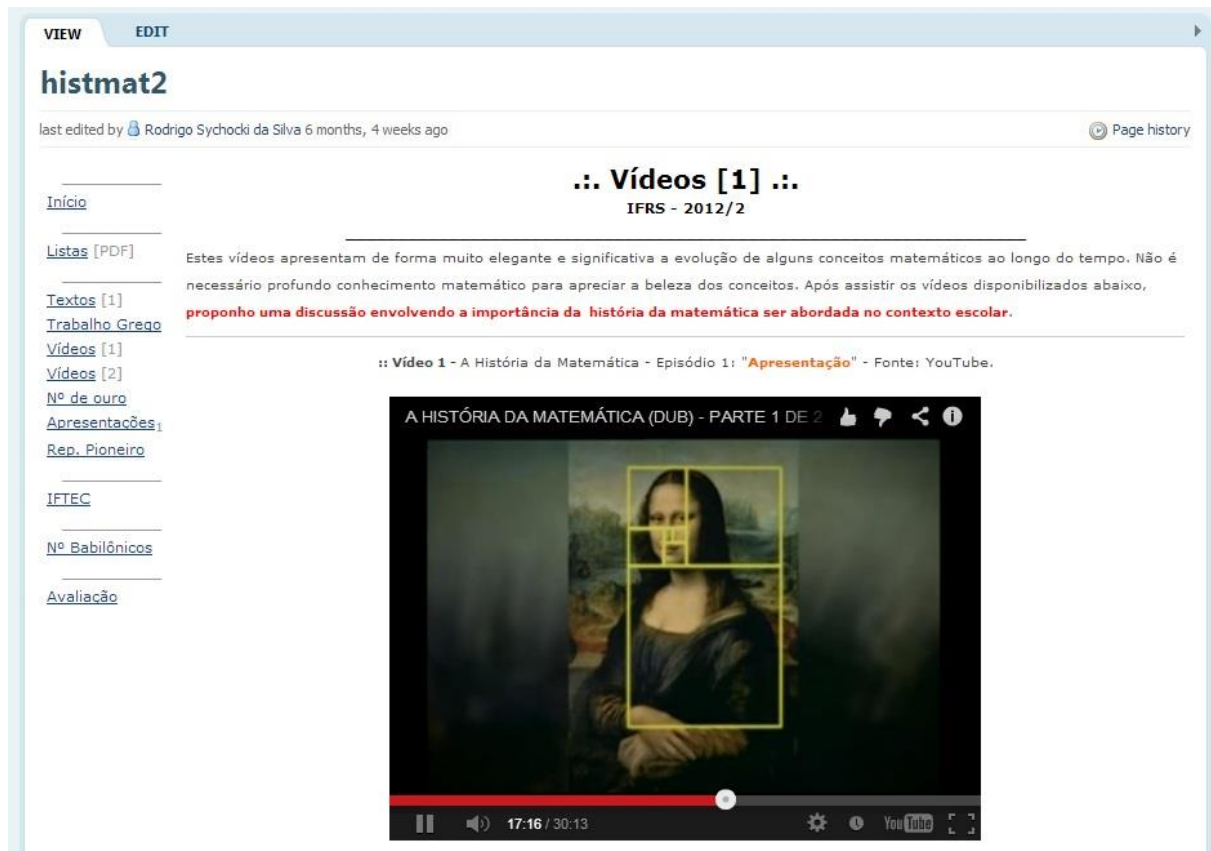 VIEW EDIT
histmat2
last edited by Rodrigo Sychocki da Silva 6 months, 4 weeks ago Page history
.:. Vídeos [1] .:.
IFRS - 2012/2
Início
Listas [PDF]
Textos [1]
Trabalho Grego
Vídeos [1]
Vídeos [2]
Nº de ouro
Apresentações1
Rep. Pioneiro
IFTEC
Nº Babilônicos
Avaliação
Estes vídeos apresentam de forma muito elegante e significativa a evolução de alguns conceitos matemáticos ao longo do tempo. Não é
necessário profundo conhecimento matemático para apreciar a beleza dos conceitos. Após assistir os vídeos disponibilizados abaixo,
proponho uma discussão envolvendo a importância da história da matemática ser abordada no contexto escolar.
:: Vídeo 1 - A História da Matemática - Episódio 1: "Apresentação" - Fonte: YouTube.
A HISTÓRIA DA MATEMÁTICA (DUB) - PARTE 1 DE 2
17:16 / 30:13 YouTube